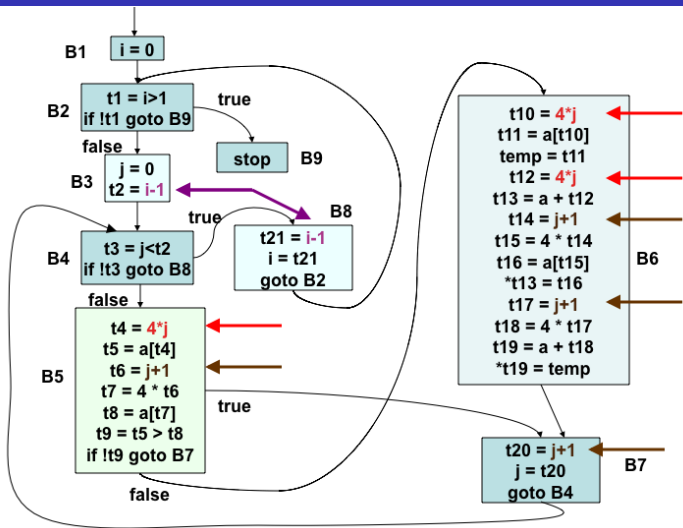 B1
i = 0
B2
t1 = i>1
if !t1 goto B9
true
false
stop
B9
B3
j = 0
t2 = i-1
true
B8
B4
t3 = j<t2
if !t3 goto B8
t21 = i-1
i = t21
goto B2
false
B5
t4 = 4*j
t5 = a[t4]
t6 = j+1
t7 = 4 * t6
t8 = a[t7]
t9 = t5 > t8
if !t9 goto B7
true
false
t10 = 4*j
t11 = a[t10]
temp = t11
t12 = 4*j
t13 = a + t12
t14 = j+1
t15 = 4 * t14
t16 = a[t15]
*t13 = t16
t17 = j+1
t18 = 4 * t17
t19 = a + t18
*t19 = temp
B6
t20 = j+1
j = t20
goto B4
B7